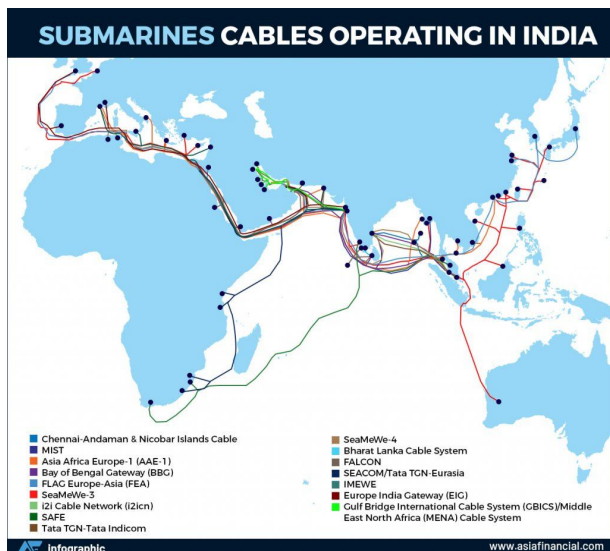 SUBMARINES CABLES OPERATING IN INDIA
Chennai-Andaman & Nicobar Islands Cable
MIST
Asia Africa Europe-1 (AAE-1)
Bay of Bengal Gateway (BBG)
FLAG Europe-Asia (FEA)
SeaMeWe-3
i2i Cable Network (i2icn)
SAFE
Tata TGN-Tata Indicom
SeaMeWe-4
Bharat Lanka Cable System
FALCON
SEACOM/Tata TGN-Eurasia
IMEWE
Europe India Gateway (EIG)
Gulf Bridge International Cable System (GBICS)/Middle
East North Africa (MENA) Cable System
AF Infographic
www.asiafinancial.com